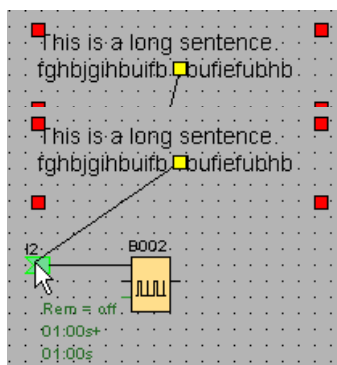 This is a long sentence.
fghbjgihbuifb bufiefubhb
This is a long sentence.
fghbjgihbuifb bufiefubhb
I2
B002
Rem = off
01:00s+
01:00s